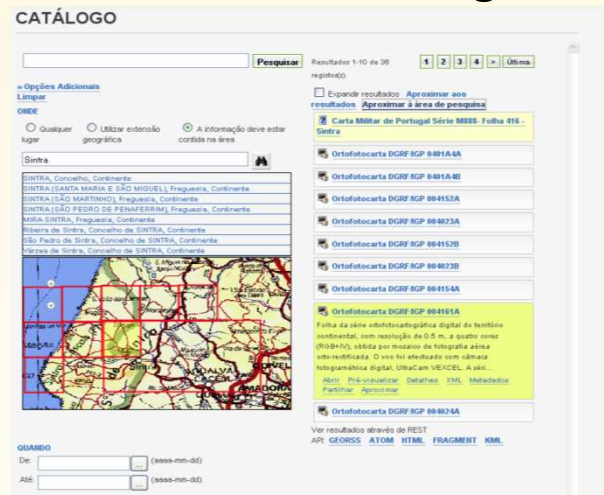 CATÁLOGO
Pesquisar
» Opções Adicionais
Limpar
ONDE
Qualquer lugar
Utilizar extensão geográfica
A informação deve estar contida na área
Sintra
SINTRA, Concelho, Continente
SINTRA (SANTA MARIA E SÃO MIGUEL), Freguesia, Continente
SINTRA (SÃO MARTINHO), Freguesia, Continente
SINTRA (SÃO PEDRO DE PENAFERRIM), Freguesia, Continente
MIRA-SINTRA, Freguesia, Continente
Ribeira de Sintra, Concelho de SINTRA, Continente
São Pedro de Sintra, Concelho de SINTRA, Continente
Várzea de Sintra, Concelho de SINTRA, Continente
Sintra
QUANDO
De:
... (aaaa-mm-dd)
Até:
... (aaaa-mm-dd)
Resultados 1-10 de 36
registo(s)
1 2 3 4 > Última
Expandir resultados Aproximar aos
resultados Aproximar à área de pesquisa
Carta Militar de Portugal Série M888- Folha 416 -
Sintra
Ortofotocarta DGRF/IGP 0401A4A
Ortofotocarta DGRF/IGP 0401A4B
Ortofotocarta DGRF/IGP 004152A
Ortofotocarta DGRF/IGP 004023A
Ortofotocarta DGRF/IGP 004152B
Ortofotocarta DGRF/IGP 004023B
Ortofotocarta DGRF/IGP 004154A
Ortofotocarta DGRF/IGP 004161A
Folha da série ortofotocartográfica digital do território
continental, com resolução de 0.5 m, a quatro cores
(RGB+IV), obtida por mosaico de fotografia aérea
orto-rectificada. O voo foi efectuado com câmara
fotogramétrica digital, UltraCam VEXCEL. A séri...
Abrir Pré-visualizar Detalhes XML Metadados
Partilhar Aproximar
Ortofotocarta DGRF/IGP 004024A
Ver resultados através de REST
API: GEORSS ATOM HTML FRAGMENT KML